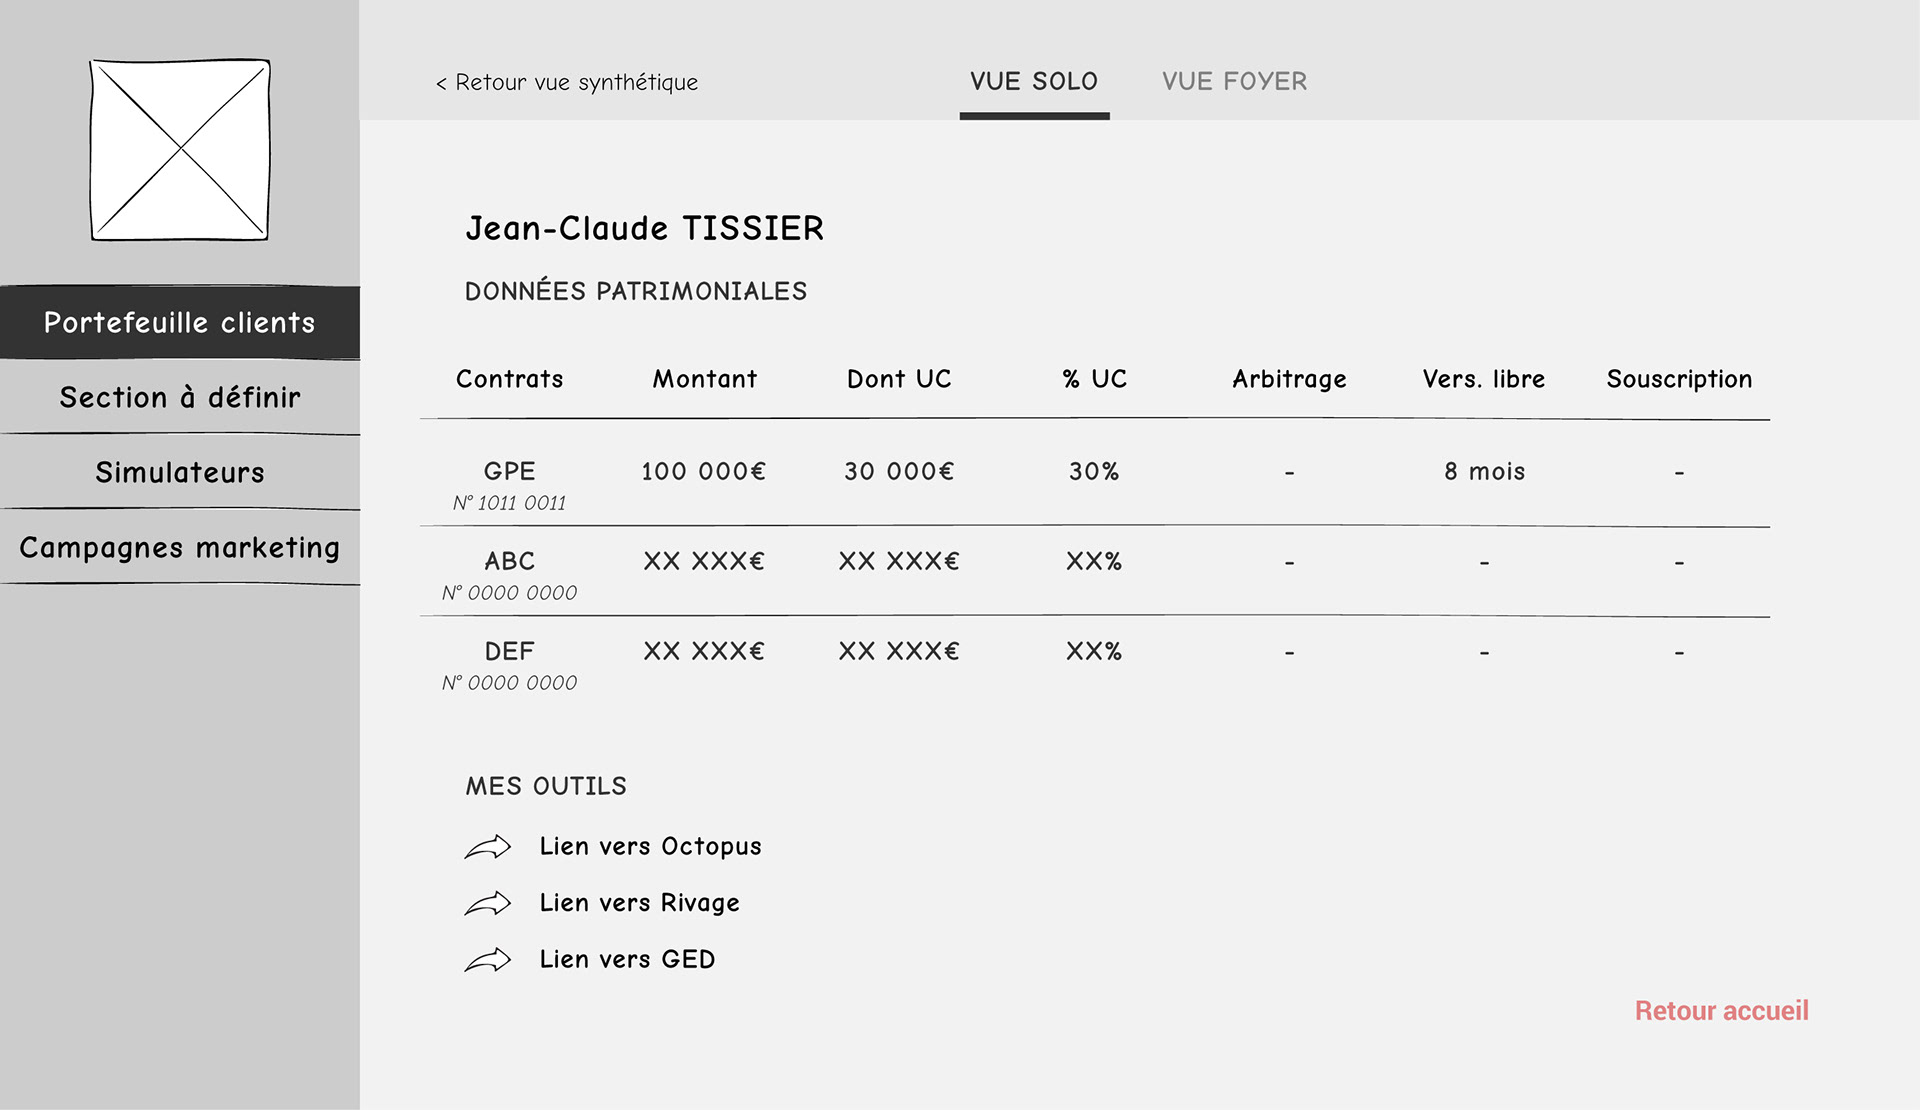 < Retour vue synthétique
VUE SOLO
VUE FOYER
Portefeuille clients
Section à définir
Simulateurs
Campagnes marketing
Jean-Claude TISSIER
DONNÉES PATRIMONIALES
Contrats Montant Dont UC % UC Arbitrage Vers. libre Souscription
GPE 100 000€ 30 000€ 30% - 8 mois -
N° 1011 0011
ABC XX XXX€ XX XXX€ XX% - - -
N° 0000 0000
DEF XX XXX€ XX XXX€ XX% - - -
N° 0000 0000
MES OUTILS
Lien vers Octopus
Lien vers Rivage
Lien vers GED
Retour accueil